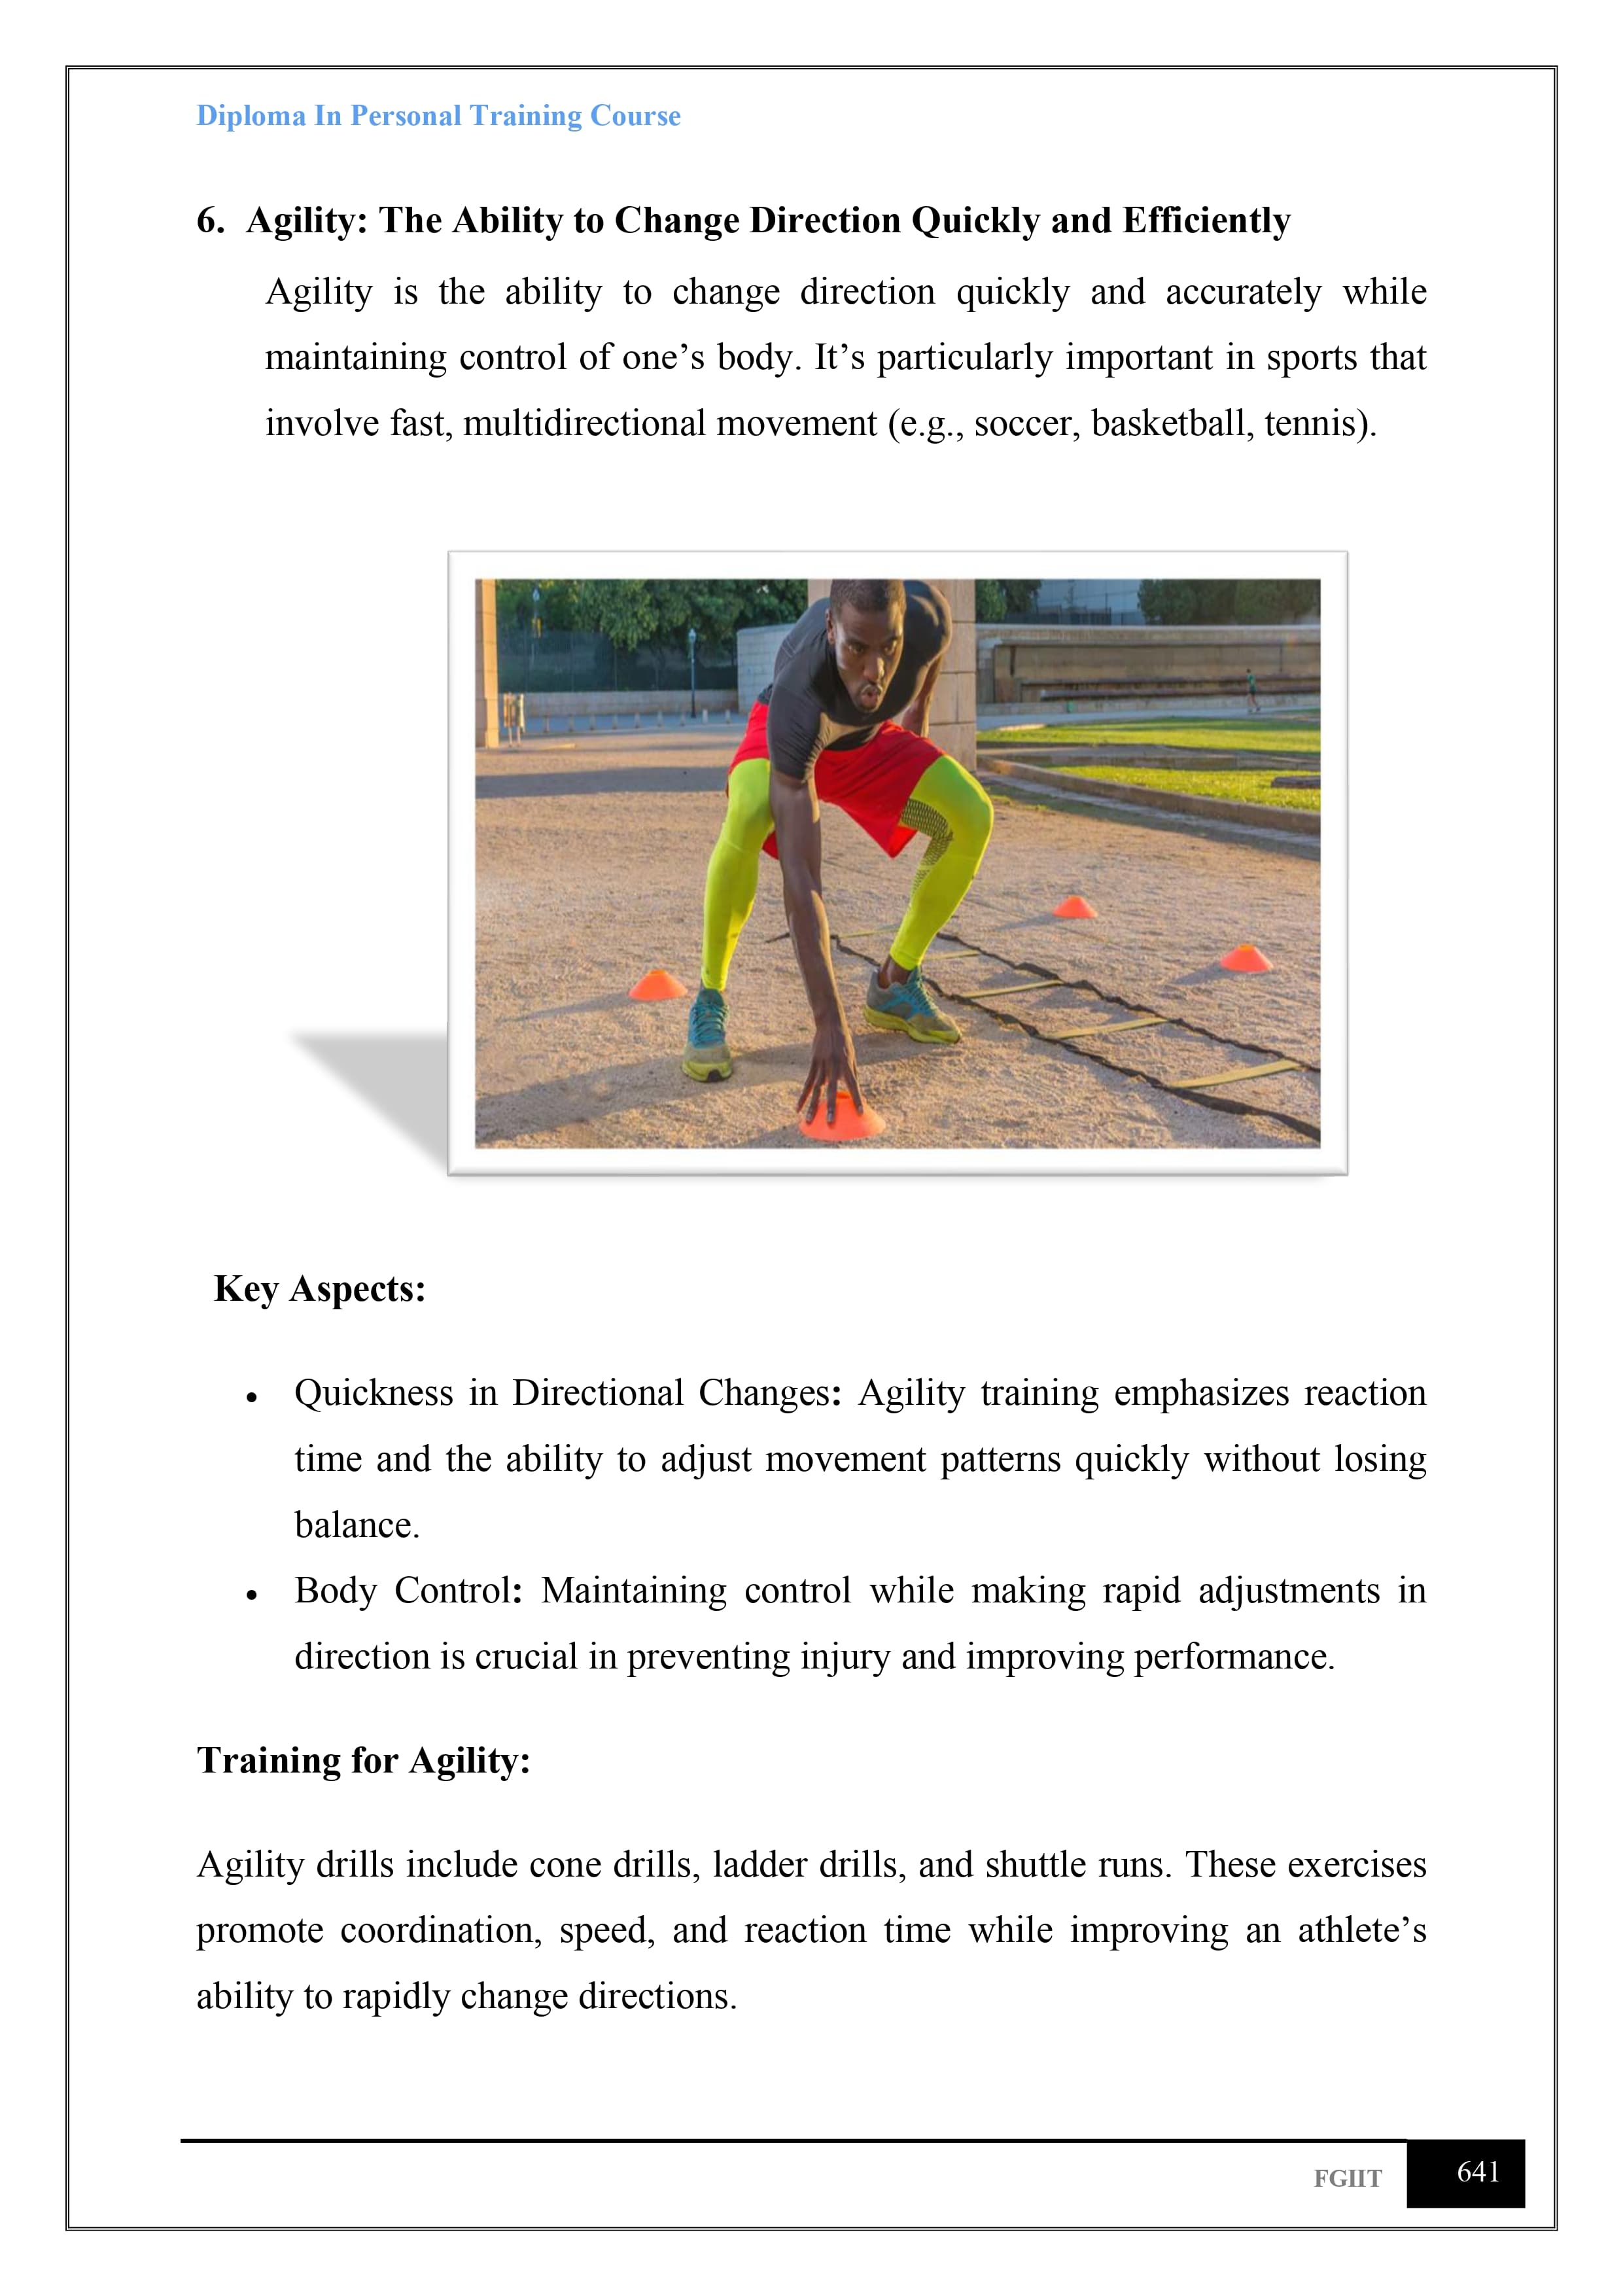 Diploma In Personal Training Course
6. Agility: The Ability to Change Direction Quickly and Efficiently
Agility is the ability to change direction quickly and accurately while
maintaining control of one’s body. It’s particularly important in sports that
involve fast, multidirectional movement (e.g., soccer, basketball, tennis).
Key Aspects:
• Quickness in Directional Changes: Agility training emphasizes reaction
time and the ability to adjust movement patterns quickly without losing
balance.
• Body Control: Maintaining control while making rapid adjustments in
direction is crucial in preventing injury and improving performance.
Training for Agility:
Agility drills include cone drills, ladder drills, and shuttle runs. These exercises
promote coordination, speed, and reaction time while improving an athlete’s
ability to rapidly change directions.
FGIIT 641